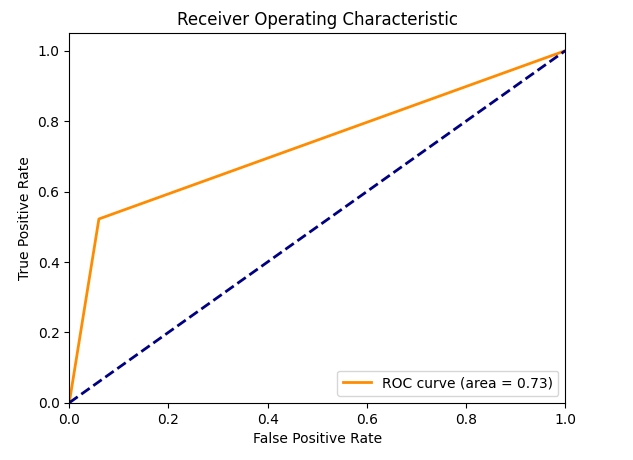 Receiver Operating Characteristic
1.0
0.8
0.6
0.4
0.2
0.0
True Positive Rate
ROC curve (area = 0.73)
0.0 0.2 0.4 0.6 0.8 1.0
False Positive Rate